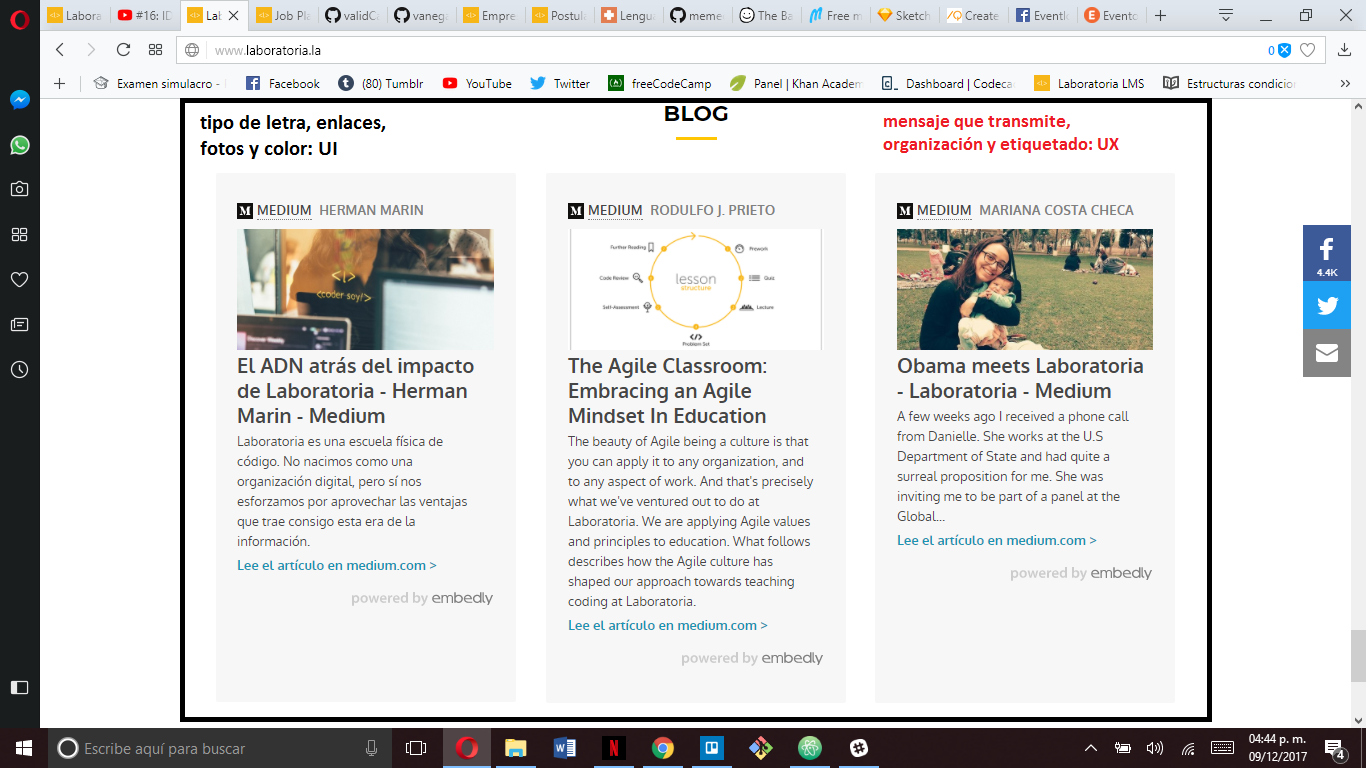 Labora
#16: ID
Lab
Job Pla
validCa
vanega
Empre
Postula
Lengua
memo
The Ba
Free m
Sketch
Create
Eventlo
Evento
www.laboratoria.la
0
Examen simulacro -
Facebook
(80) Tumblr
YouTube
Twitter
freeCodeCamp
Panel | Khan Academ
Dashboard | Codecac
Laboratoria LMS
Estructuras condicior
»
tipo de letra, enlaces,
fotos y color: UI
BLOG
mensaje que transmite,
organización y etiquetado: UX
M MEDIUM HERMAN MARIN
</>
<coder soy/>
El ADN atrás del impacto
de Laboratoria - Herman
Marin - Medium
Laboratoria es una escuela física de
código. No nacimos como una
organización digital, pero sí nos
esforzamos por aprovechar las ventajas
que trae consigo esta era de la
información.
Lee el artículo en medium.com >
powered by embedly
M MEDIUM RODULFO J. PRIETO
Further Reading
Prework
Code Review
lesson
structure
Quiz
Self-Assessment
Lecture
</>
Problem Set
The Agile Classroom:
Embracing an Agile
Mindset In Education
The beauty of Agile being a culture is that
you can apply it to any organization, and
to any aspect of work. And that's precisely
what we've ventured out to do at
Laboratoria. We are applying Agile values
and principles to education. What follows
describes how the Agile culture has
shaped our approach towards teaching
coding at Laboratoria.
Lee el artículo en medium.com >
powered by embedly
M MEDIUM MARIANA COSTA CHECA
Obama meets Laboratoria
- Laboratoria - Medium
A few weeks ago I received a phone call
from Danielle. She works at the U.S
Department of State and had quite a
surreal proposition for me. She was
inviting me to be part of a panel at the
Global...
Lee el artículo en medium.com >
powered by embedly
4.4K
Escribe aquí para buscar
04:44 p. m.
09/12/2017
4